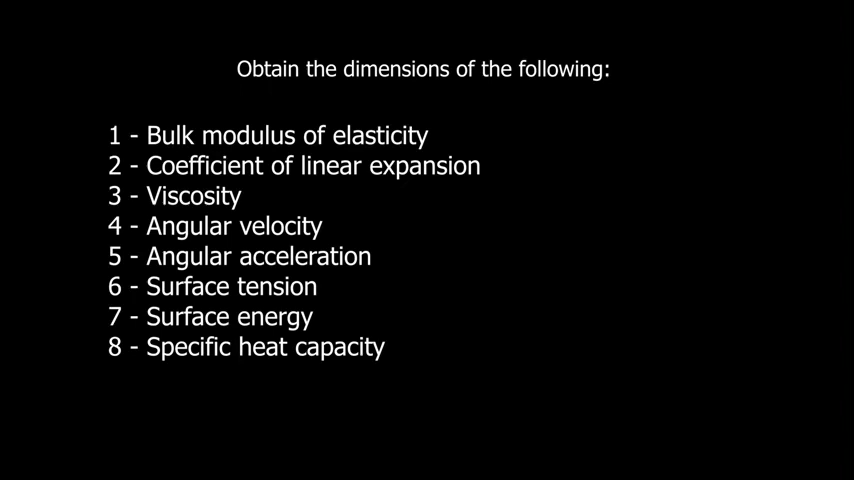 Obtain the dimensions of the following:
1 - Bulk modulus of elasticity
2 - Coefficient of linear expansion
3 - Viscosity
4 - Angular velocity
5 - Angular acceleration
6 - Surface tension
7 - Surface energy
8 - Specific heat capacity